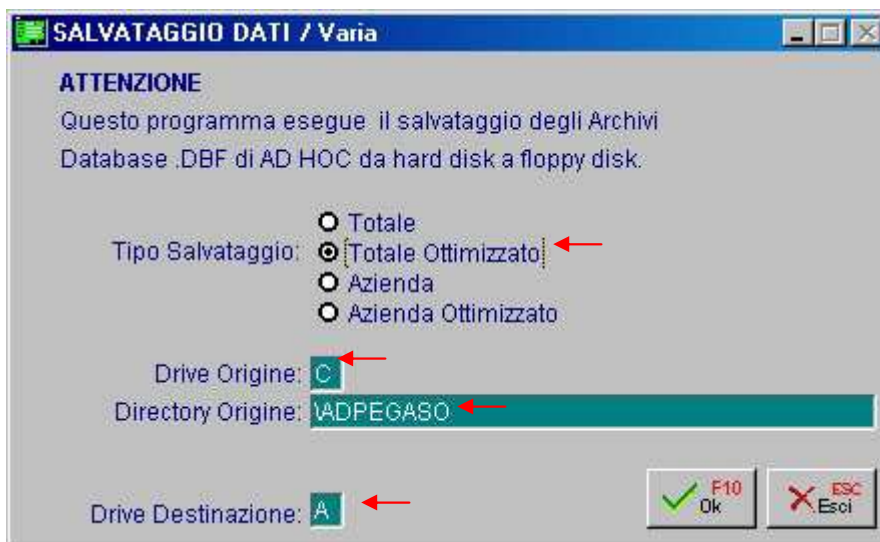 SALVATAGGIO DATI / Varia
ATTENZIONE
Questo programma esegue il salvataggio degli Archivi
Database .DBF di AD HOC da hard disk a floppy disk.
Tipo Salvataggio:
Totale
Totale Ottimizzato
Azienda
Azienda Ottimizzato
Drive Origine: C
Directory Origine: \ADPEGASO
Drive Destinazione: A
F10
Ok
ESC
Esci